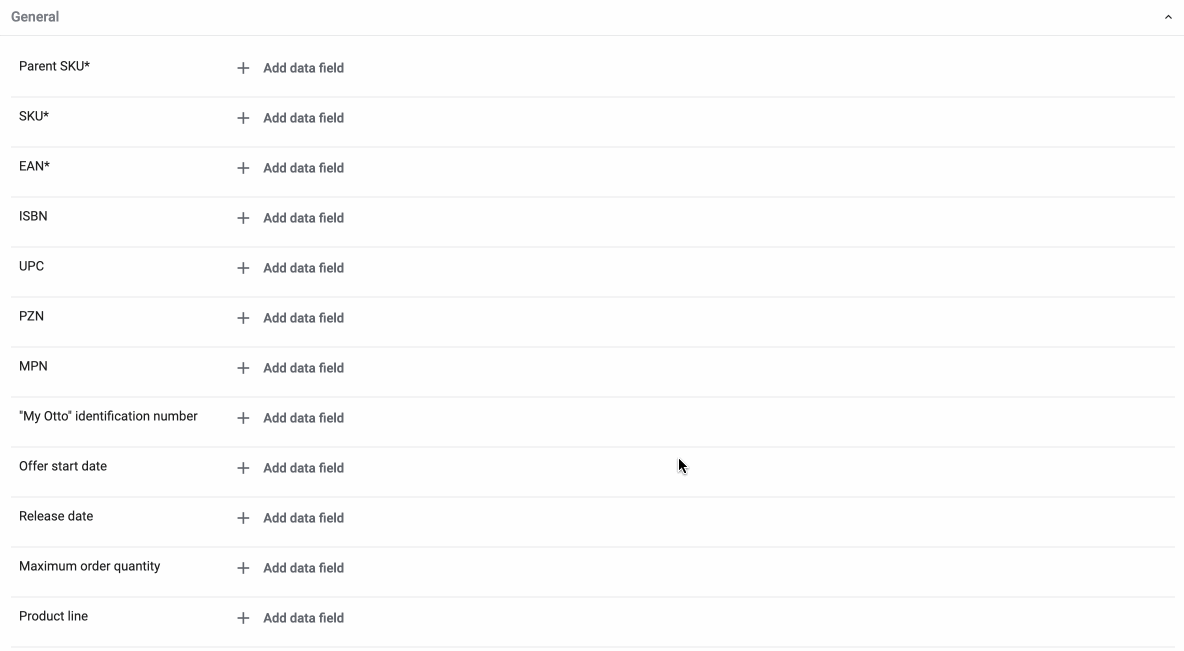 General
Parent SKU* Add data field
SKU* Add data field
EAN* Add data field
ISBN Add data field
UPC Add data field
PZN Add data field
MPN Add data field
"My Otto" identification number Add data field
Offer start date Add data field
Release date Add data field
Maximum order quantity Add data field
Product line Add data field